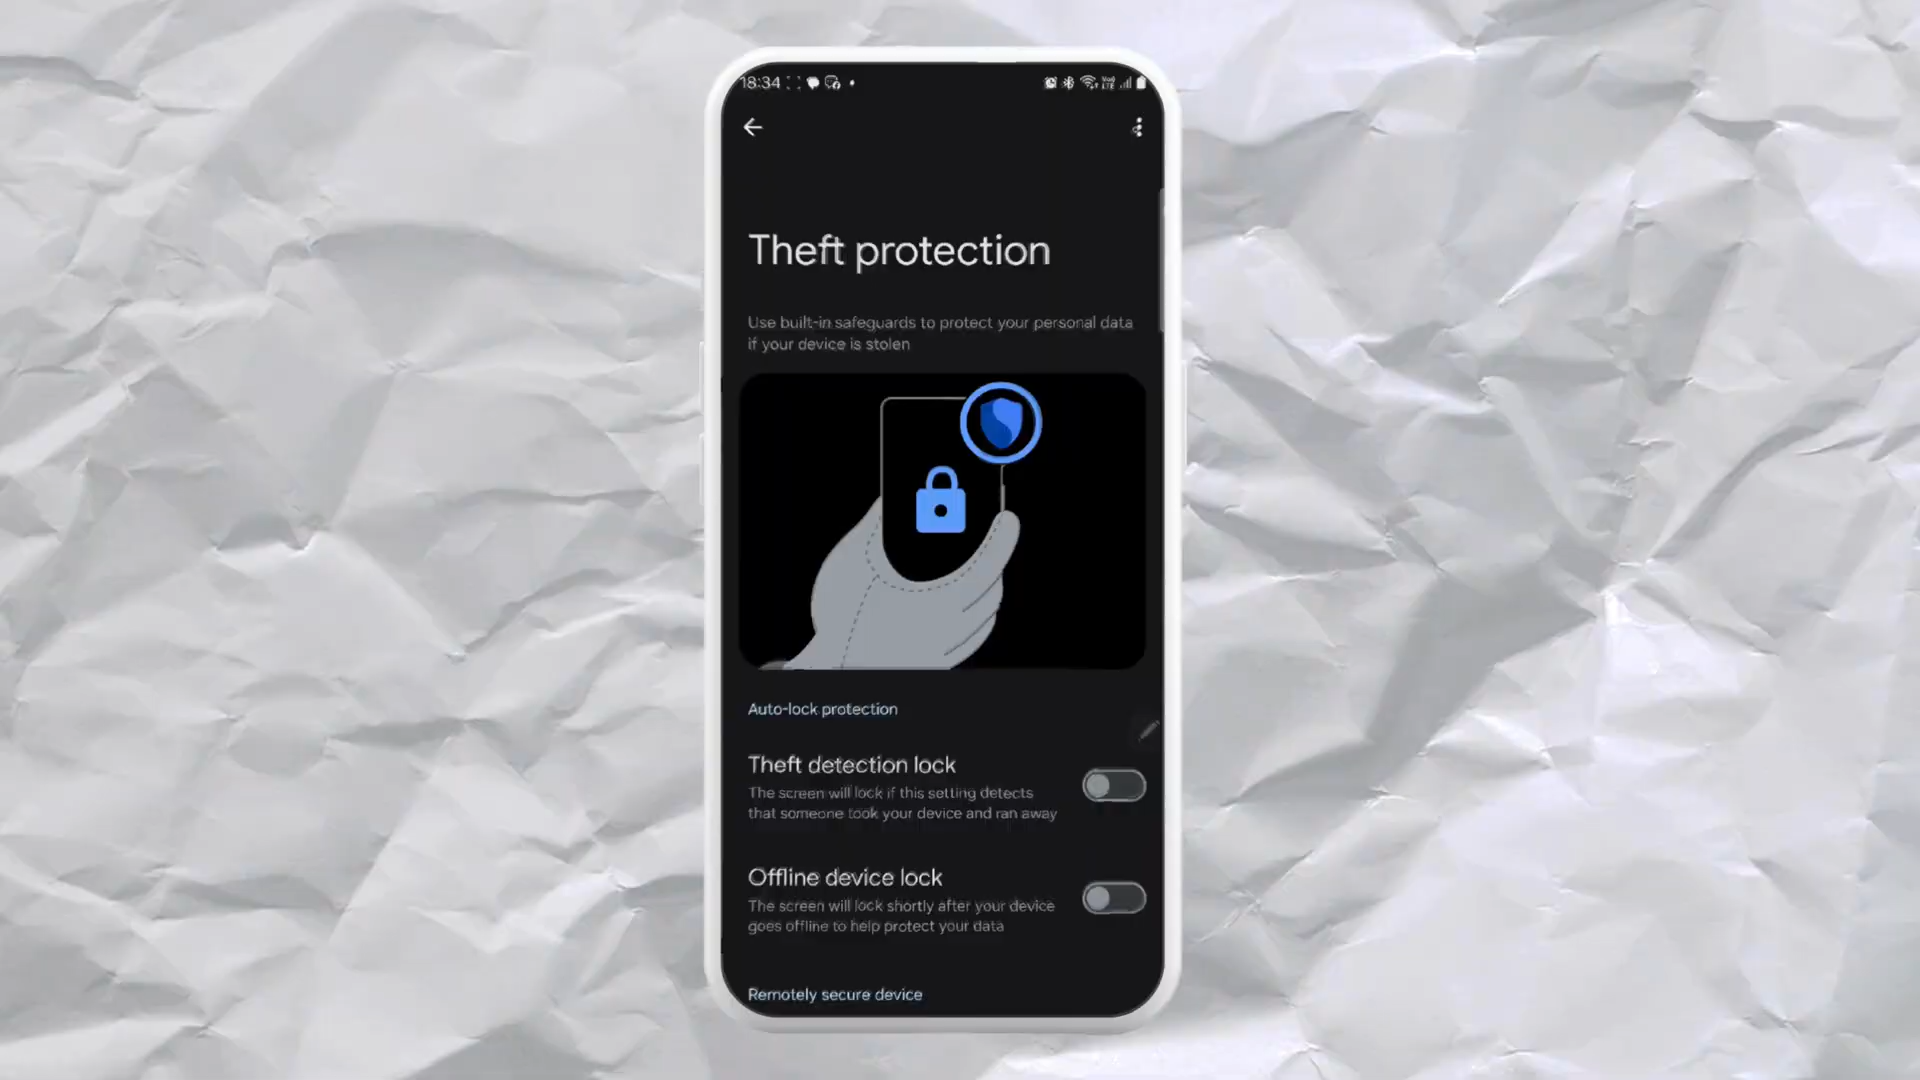 18:34
Theft protection
Use built-in safeguards to protect your personal data
if your device is stolen
Auto-lock protection
Theft detection lock
The screen will lock if this setting detects
that someone took your device and ran away
Offline device lock
The screen will lock shortly after your device
goes offline to help protect your data
Remotely secure device